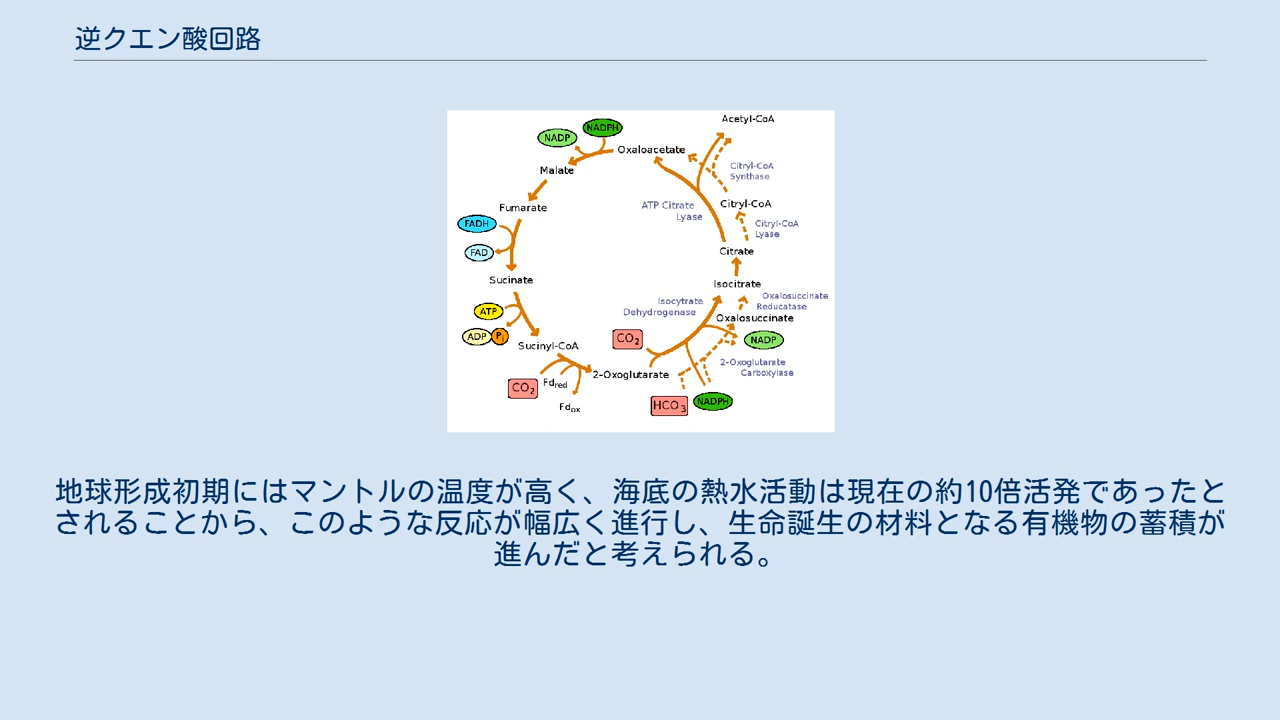 逆クエン酸回路
Acetyl-CoA
NADPH
NADP
Oxaloacetate
Malate
Citryl-CoA
Synthase
Fumarate
ATP Citrate
Lyase
Citryl-CoA
FADH
Citryl-CoA
Lyase
FAD
Citrate
Sucinate
Isocitrate
Isocytrate
Dehydrogenase
Oxalosuccinate
Reducatase
ATP
Oxalosuccinate
ADP
Pi
CO2
NADP
Sucinyl-CoA
2-Oxoglutarate
Carboxylase
2-Oxoglutarate
CO2
Fdred
HCO3
NADPH
Fdox
地球形成初期にはマントルの温度が高く、海底の熱水活動は現在の約10倍活発であったと
されることから、このような反応が幅広く進行し、生命誕生の材料となる有機物の蓄積が
進んだと考えられる。